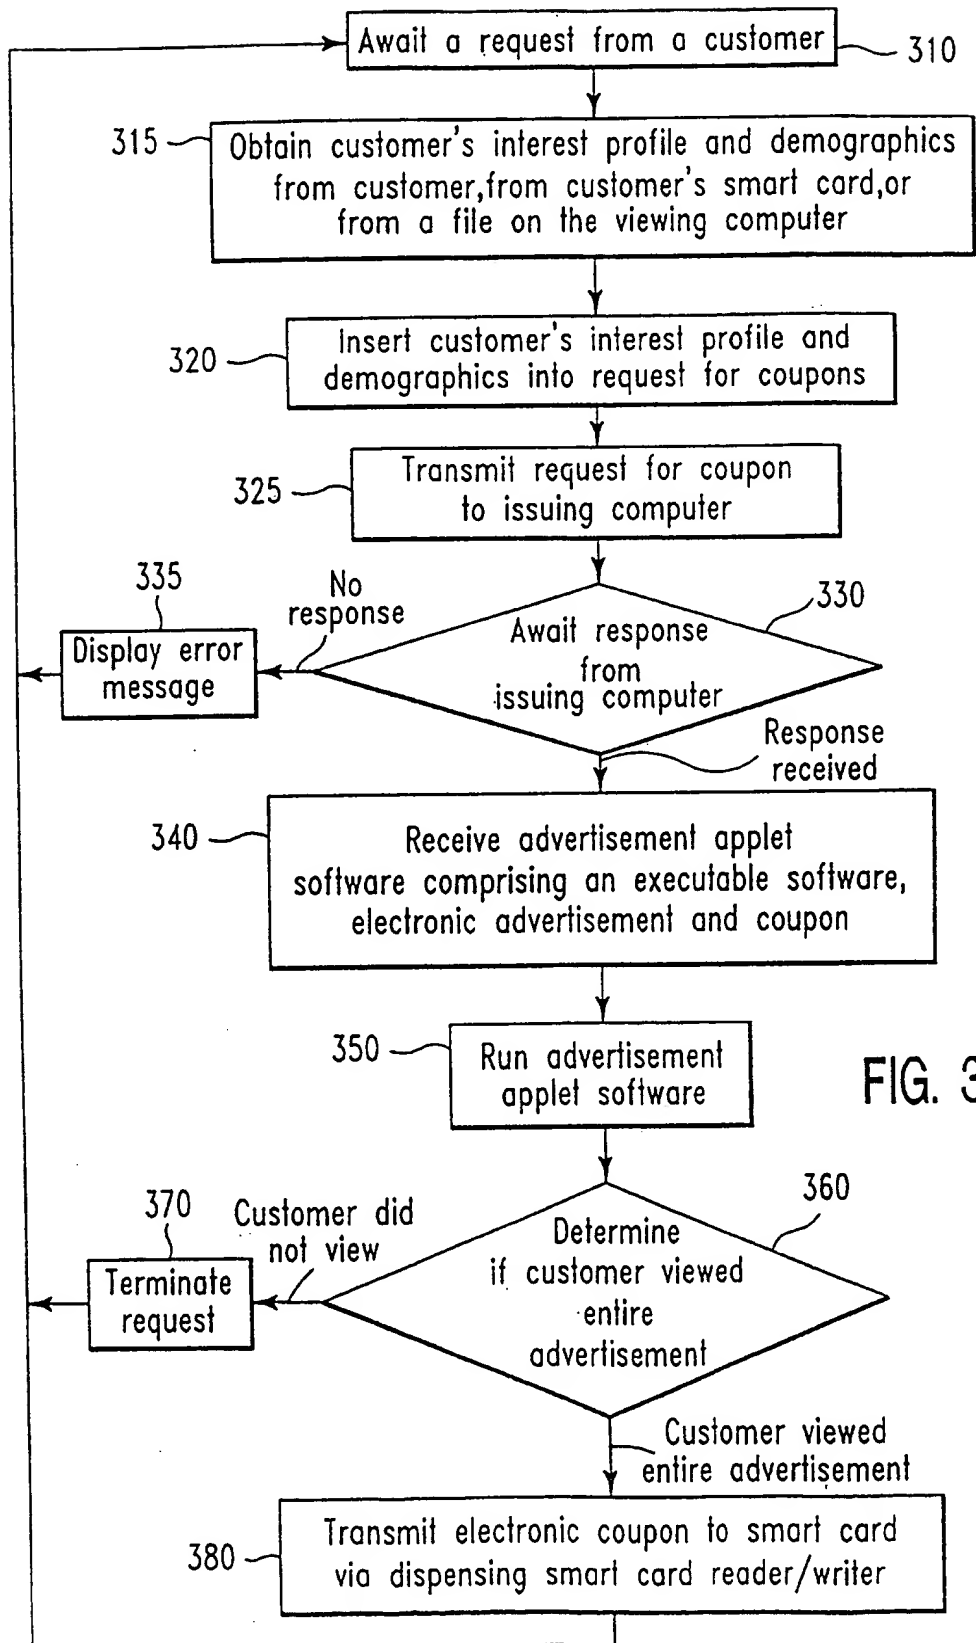 Await a request from a customer
310
315
Obtain customer's interest profile and demographics
from customer, from customer's smart card, or
from a file on the viewing computer
320
Insert customer's interest profile and
demographics into request for coupons
325
Transmit request for coupon
to issuing computer
335
No
response
330
Display error
message
Await response
from
issuing computer
Response
received
340
Receive advertisement applet
software comprising an executable software,
electronic advertisement and coupon
350
Run advertisement
applet software
FIG. 3
370
Customer did
not view
360
Terminate
request
Determine
if customer viewed
entire
advertisement
Customer viewed
entire advertisement
380
Transmit electronic coupon to smart card
via dispensing smart card reader/writer